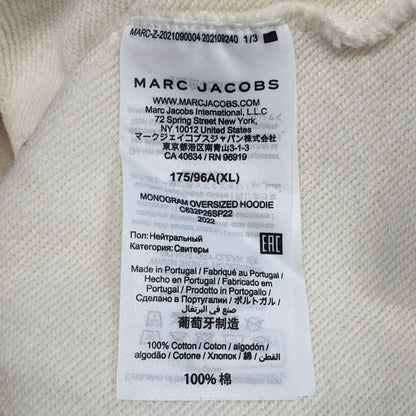 MARC-Z-2021090004 202109240 1/3
MARC JACOBS
WWW.MARCJACOBS.COM
Marc Jacobs International, L.L.C
72 Spring Street New York,
NY 10012 United States
マークジェイコブスジャパン株式会社
東京都港区南青山3-1-3
CA 40634 / RN 96919
175/96A(XL)
MONOGRAM OVERSIZED HOODIE
C632P26SP22
2022
Пол: Нейтральный
Категория: Свитеры
EAC
Made in Portugal / Fabriqué au Portugal /
Hecho en Portugal / Fabricado em
Portugal / Prodotto in Portogallo /
Сделано в Португалии / ポルトガル /
صنع في البرتغال
葡萄牙制造
100% Cotton / Coton / algodón /
algodão / Cotone / Хлопок / 綿 / القطن
100% 棉